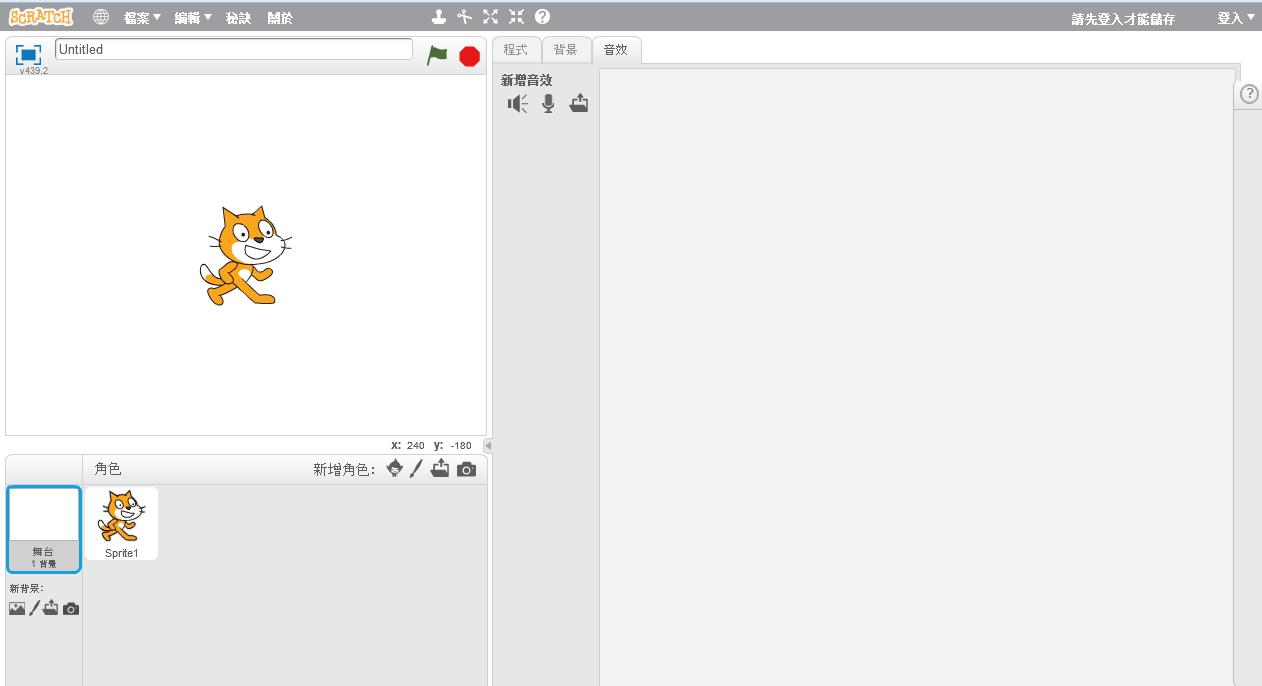 SCRATCH 檔案 編輯 秘訣 關於 請先登入才能儲存 登入
Untitled
v439.2
程式 背景 音效
新增音效
x: 240 y: -180
角色 新增角色:
舞台
1 背景
Sprite1
新背景: